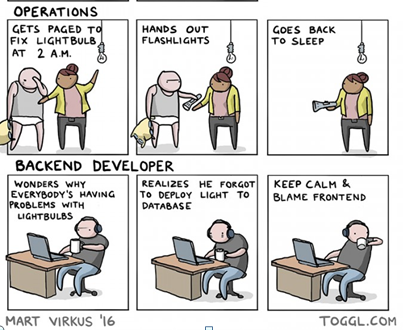 OPERATIONS
GETS PAGED TO
FIX LIGHTBULB
AT 2 A.M.
HANDS OUT
FLASHLIGHTS
GOES BACK
TO SLEEP
BACKEND DEVELOPER
WONDERS WHY
EVERYBODY'S HAVING
PROBLEMS WITH
LIGHTBULBS
REALIZES HE FORGOT
TO DEPLOY LIGHT TO
DATABASE
KEEP CALM &
BLAME FRONTEND
MART VIRKUS '16
TOGGL.COM